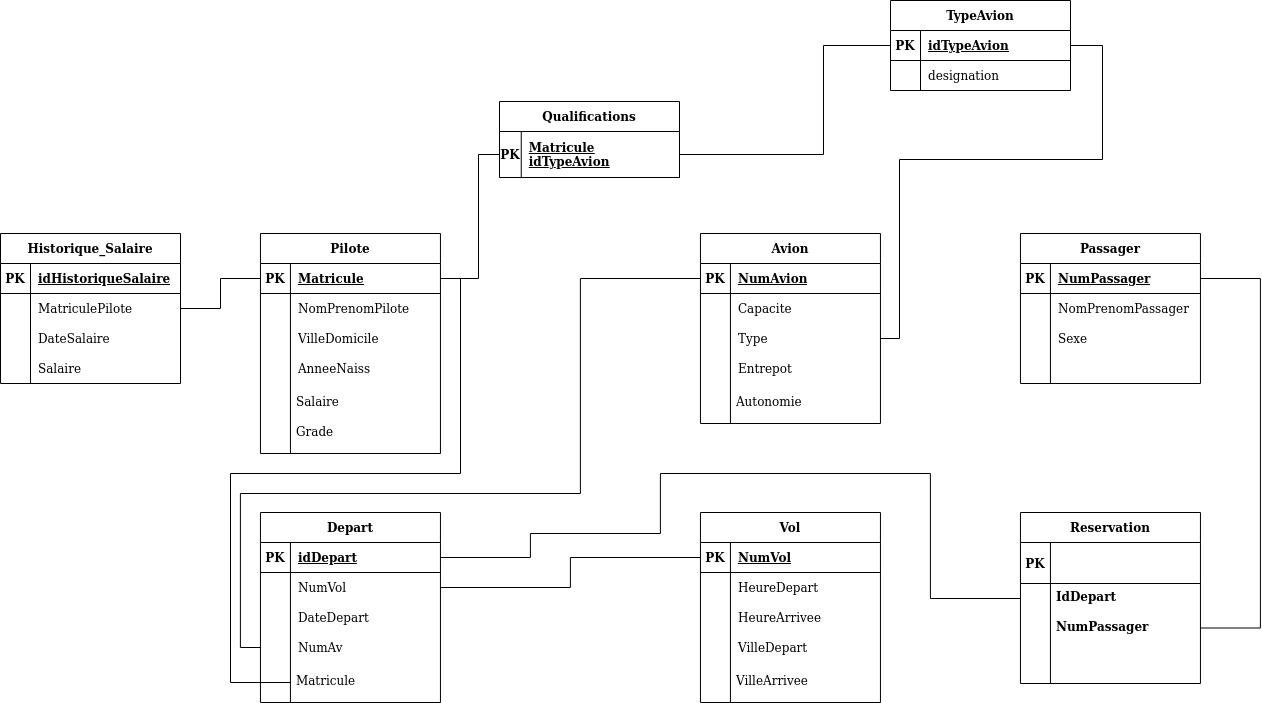 TypeAvion
PK idTypeAvion
designation
Qualifications
PK Matricule
idTypeAvion
Historique_Salaire
PK idHistoriqueSalaire
MatriculePilote
DateSalaire
Salaire
Pilote
PK Matricule
NomPrenomPilote
VilleDomicile
AnneeNaiss
Salaire
Grade
Avion
PK NumAvion
Capacite
Type
Entrepot
Autonomie
Passager
PK NumPassager
NomPrenomPassager
Sexe
Depart
PK idDepart
NumVol
DateDepart
NumAv
Matricule
Vol
PK NumVol
HeureDepart
HeureArrivee
VilleDepart
VilleArrivee
Reservation
PK
IdDepart
NumPassager